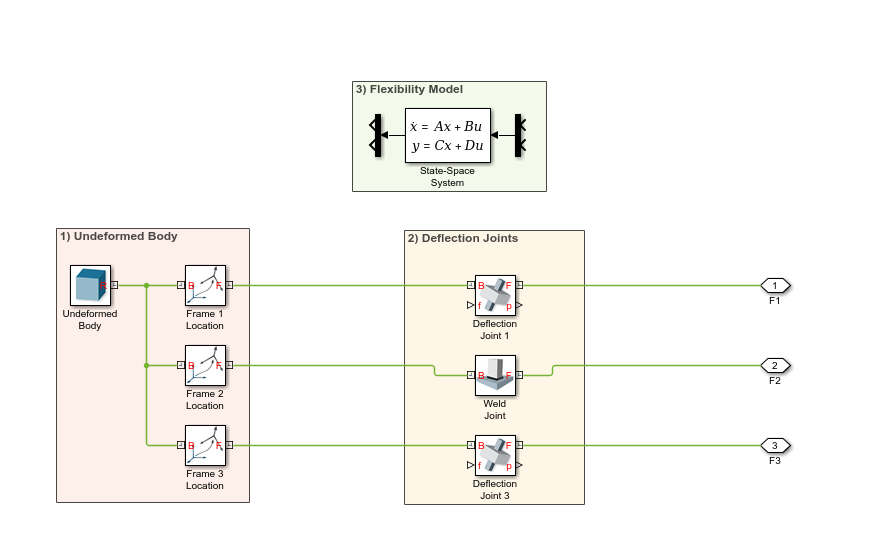 3) Flexibility Model
ẋ = Ax + Bu
y = Cx + Du
State-Space
System
1) Undeformed Body
R
Undeformed
Body
B F
Frame 1
Location
B F
Frame 2
Location
B F
Frame 3
Location
2) Deflection Joints
B F
f p
Deflection
Joint 1
B F
Weld
Joint
B F
f p
Deflection
Joint 3
1
F1
2
F2
3
F3